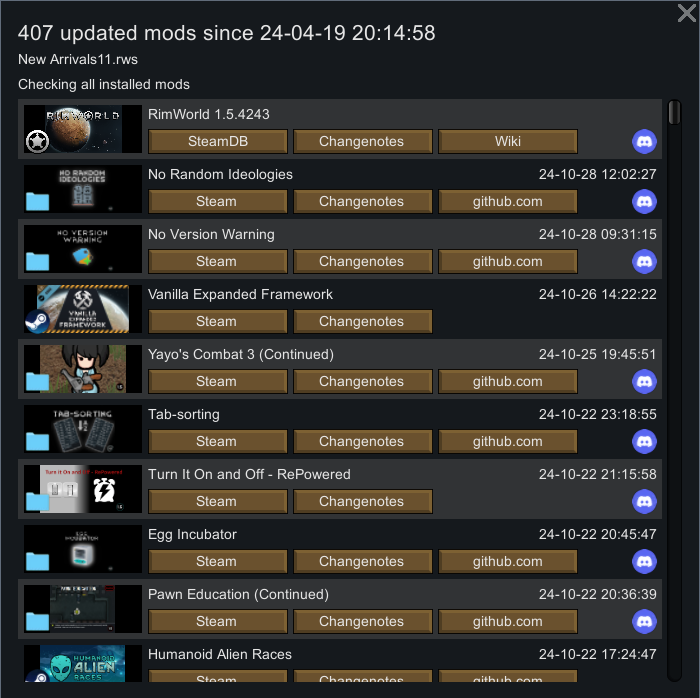 407 updated mods since 24-04-19 20:14:58
New Arrivals11.rws
Checking all installed mods
RIMWORLD
RimWorld 1.5.4243
SteamDB Changenotes Wiki
NO RANDOM
IDEOLOGIES
No Random Ideologies 24-10-28 12:02:27
Steam Changenotes github.com
NO VERSION
WARNING
No Version Warning 24-10-28 09:31:15
Steam Changenotes github.com
VANILLA
EXPANDED
FRAMEWORK
Vanilla Expanded Framework 24-10-26 14:22:22
Steam Changenotes
Yayo's Combat 3 (Continued) 24-10-25 19:45:51
Steam Changenotes github.com
TAB-SORTING
Tab-sorting 24-10-22 23:18:55
Steam Changenotes github.com
Turn It On and Off - RePowered
Turn It On and Off - RePowered 24-10-22 21:15:58
Steam Changenotes
EGG
INCUBATOR
Egg Incubator 24-10-22 20:45:47
Steam Changenotes github.com
Pawn Education (Continued) 24-10-22 20:36:39
Steam Changenotes github.com
HUMANOID
ALIEN
RACES
Humanoid Alien Races 24-10-22 17:24:47
Steam Changenotes github.com